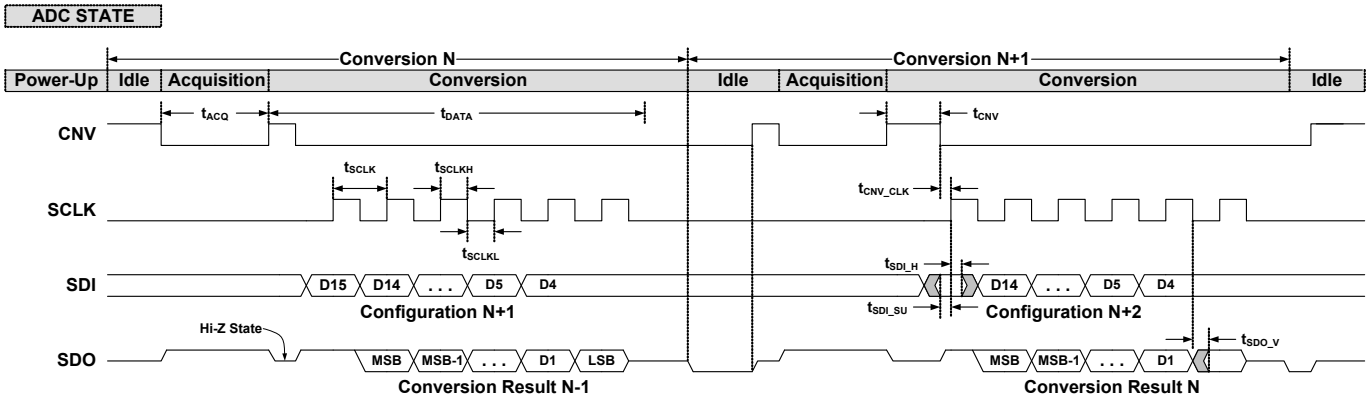 ADC STATE
Conversion N
Conversion N+1
Power-Up Idle Acquisition Conversion Idle Acquisition Conversion Idle
CNV
tACQ
tDATA
tCNV
SCLK
tSCLK
tSCLKH
tSCLKL
tCNV_CLK
SDI
D15 D14 . . . D5 D4
tSDI_H
tSDI_SU
D14 . . . D5 D4
Configuration N+1
Configuration N+2
Hi-Z State
SDO
MSB MSB-1 . . . D1 LSB
MSB MSB-1 . . . D1
tSDO_V
Conversion Result N-1
Conversion Result N